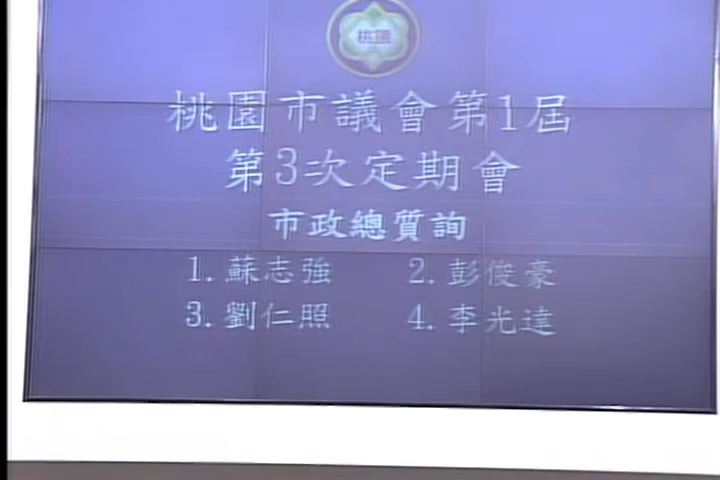 桃園
桃園市議會第1屆
第3次定期會
市政總質詢
1. 蘇志強 2. 彭俊豪
3. 劉仁照 4. 李光達